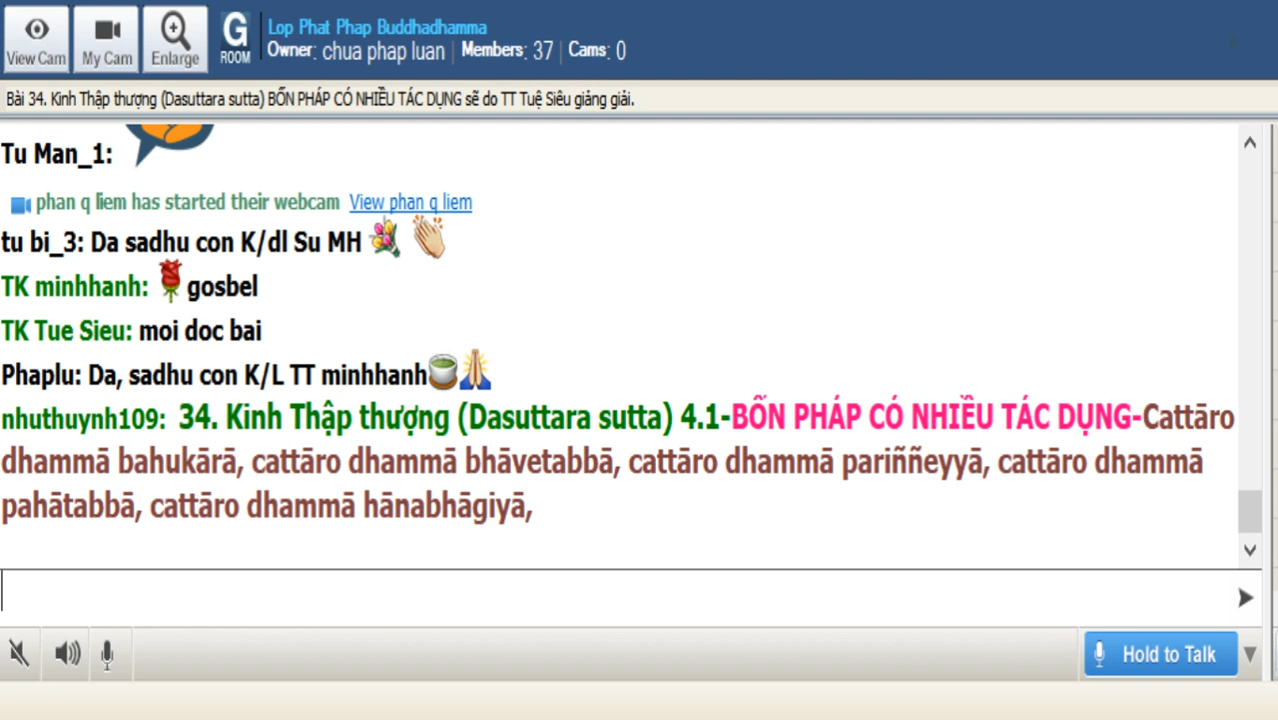 View Cam
My Cam
Enlarge
G
ROOM
Lop Phat Phap Buddhadhamma
Owner: chua phap luan | Members: 37 | Cams: 0
Bài 34. Kinh Thập thượng (Dasuttara sutta) BỐN PHÁP CÓ NHIỀU TÁC DỤNG sẽ do TT Tuệ Siêu giảng giải.
Tu Man_1:
phan q liem has started their webcam View phan q liem
tu bi_3: Da sadhu con K/dl Su MH
TK minhhanh: gosbel
TK Tue Sieu: moi doc bai
Phaplu: Da, sadhu con K/L TT minhhanh
nhuthuynh109: 34. Kinh Thập thượng (Dasuttara sutta) 4.1-BỐN PHÁP CÓ NHIỀU TÁC DỤNG-Cattāro
dhammā bahukārā, cattāro dhammā bhāvetabbā, cattāro dhammā pariññeyyā, cattāro dhammā
pahātabbā, cattāro dhammā hānabhāgiyā,
Hold to Talk